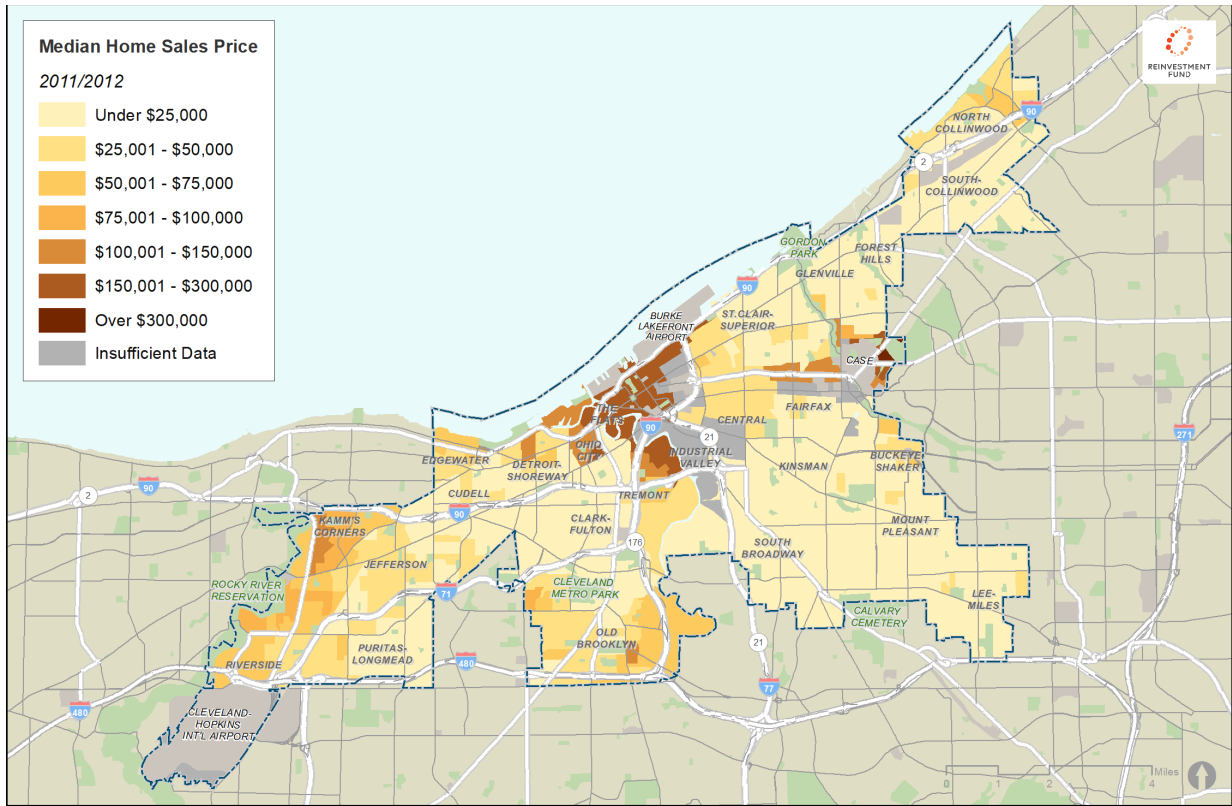 Median Home Sales Price
2011/2012
Under $25,000
$25,001 - $50,000
$50,001 - $75,000
$75,001 - $100,000
$100,001 - $150,000
$150,001 - $300,000
Over $300,000
Insufficient Data
REINVESTMENT
FUND
90
NORTH
COLLINWOOD
2
SOUTH-
COLLINWOOD
GORDON
PARK
FOREST
HILLS
GLENVILLE
90
BURKE
LAKEFRONT
AIRPORT
ST.CLAIR-
SUPERIOR
CASE
THE
FLATS
90
CENTRAL
FAIRFAX
21
271
OHIO
CITY
INDUSTRIAL
VALLEY
EDGEWATER
DETROIT-
SHOREWAY
KINSMAN
BUCKEYE-
SHAKER
90
2
CUDELL
TREMONT
90
KAMM'S
CORNERS
CLARK-
FULTON
MOUNT
PLEASANT
176
SOUTH
BROADWAY
JEFFERSON
ROCKY RIVER
RESERVATION
71
CLEVELAND
METRO PARK
LEE-
MILES
CALVARY
CEMETERY
OLD
BROOKLYN
21
PURITAS-
LONGMEAD
RIVERSIDE
480
77
480
CLEVELAND-
HOPKINS
INT'L AIRPORT
0 1 2 4
Miles